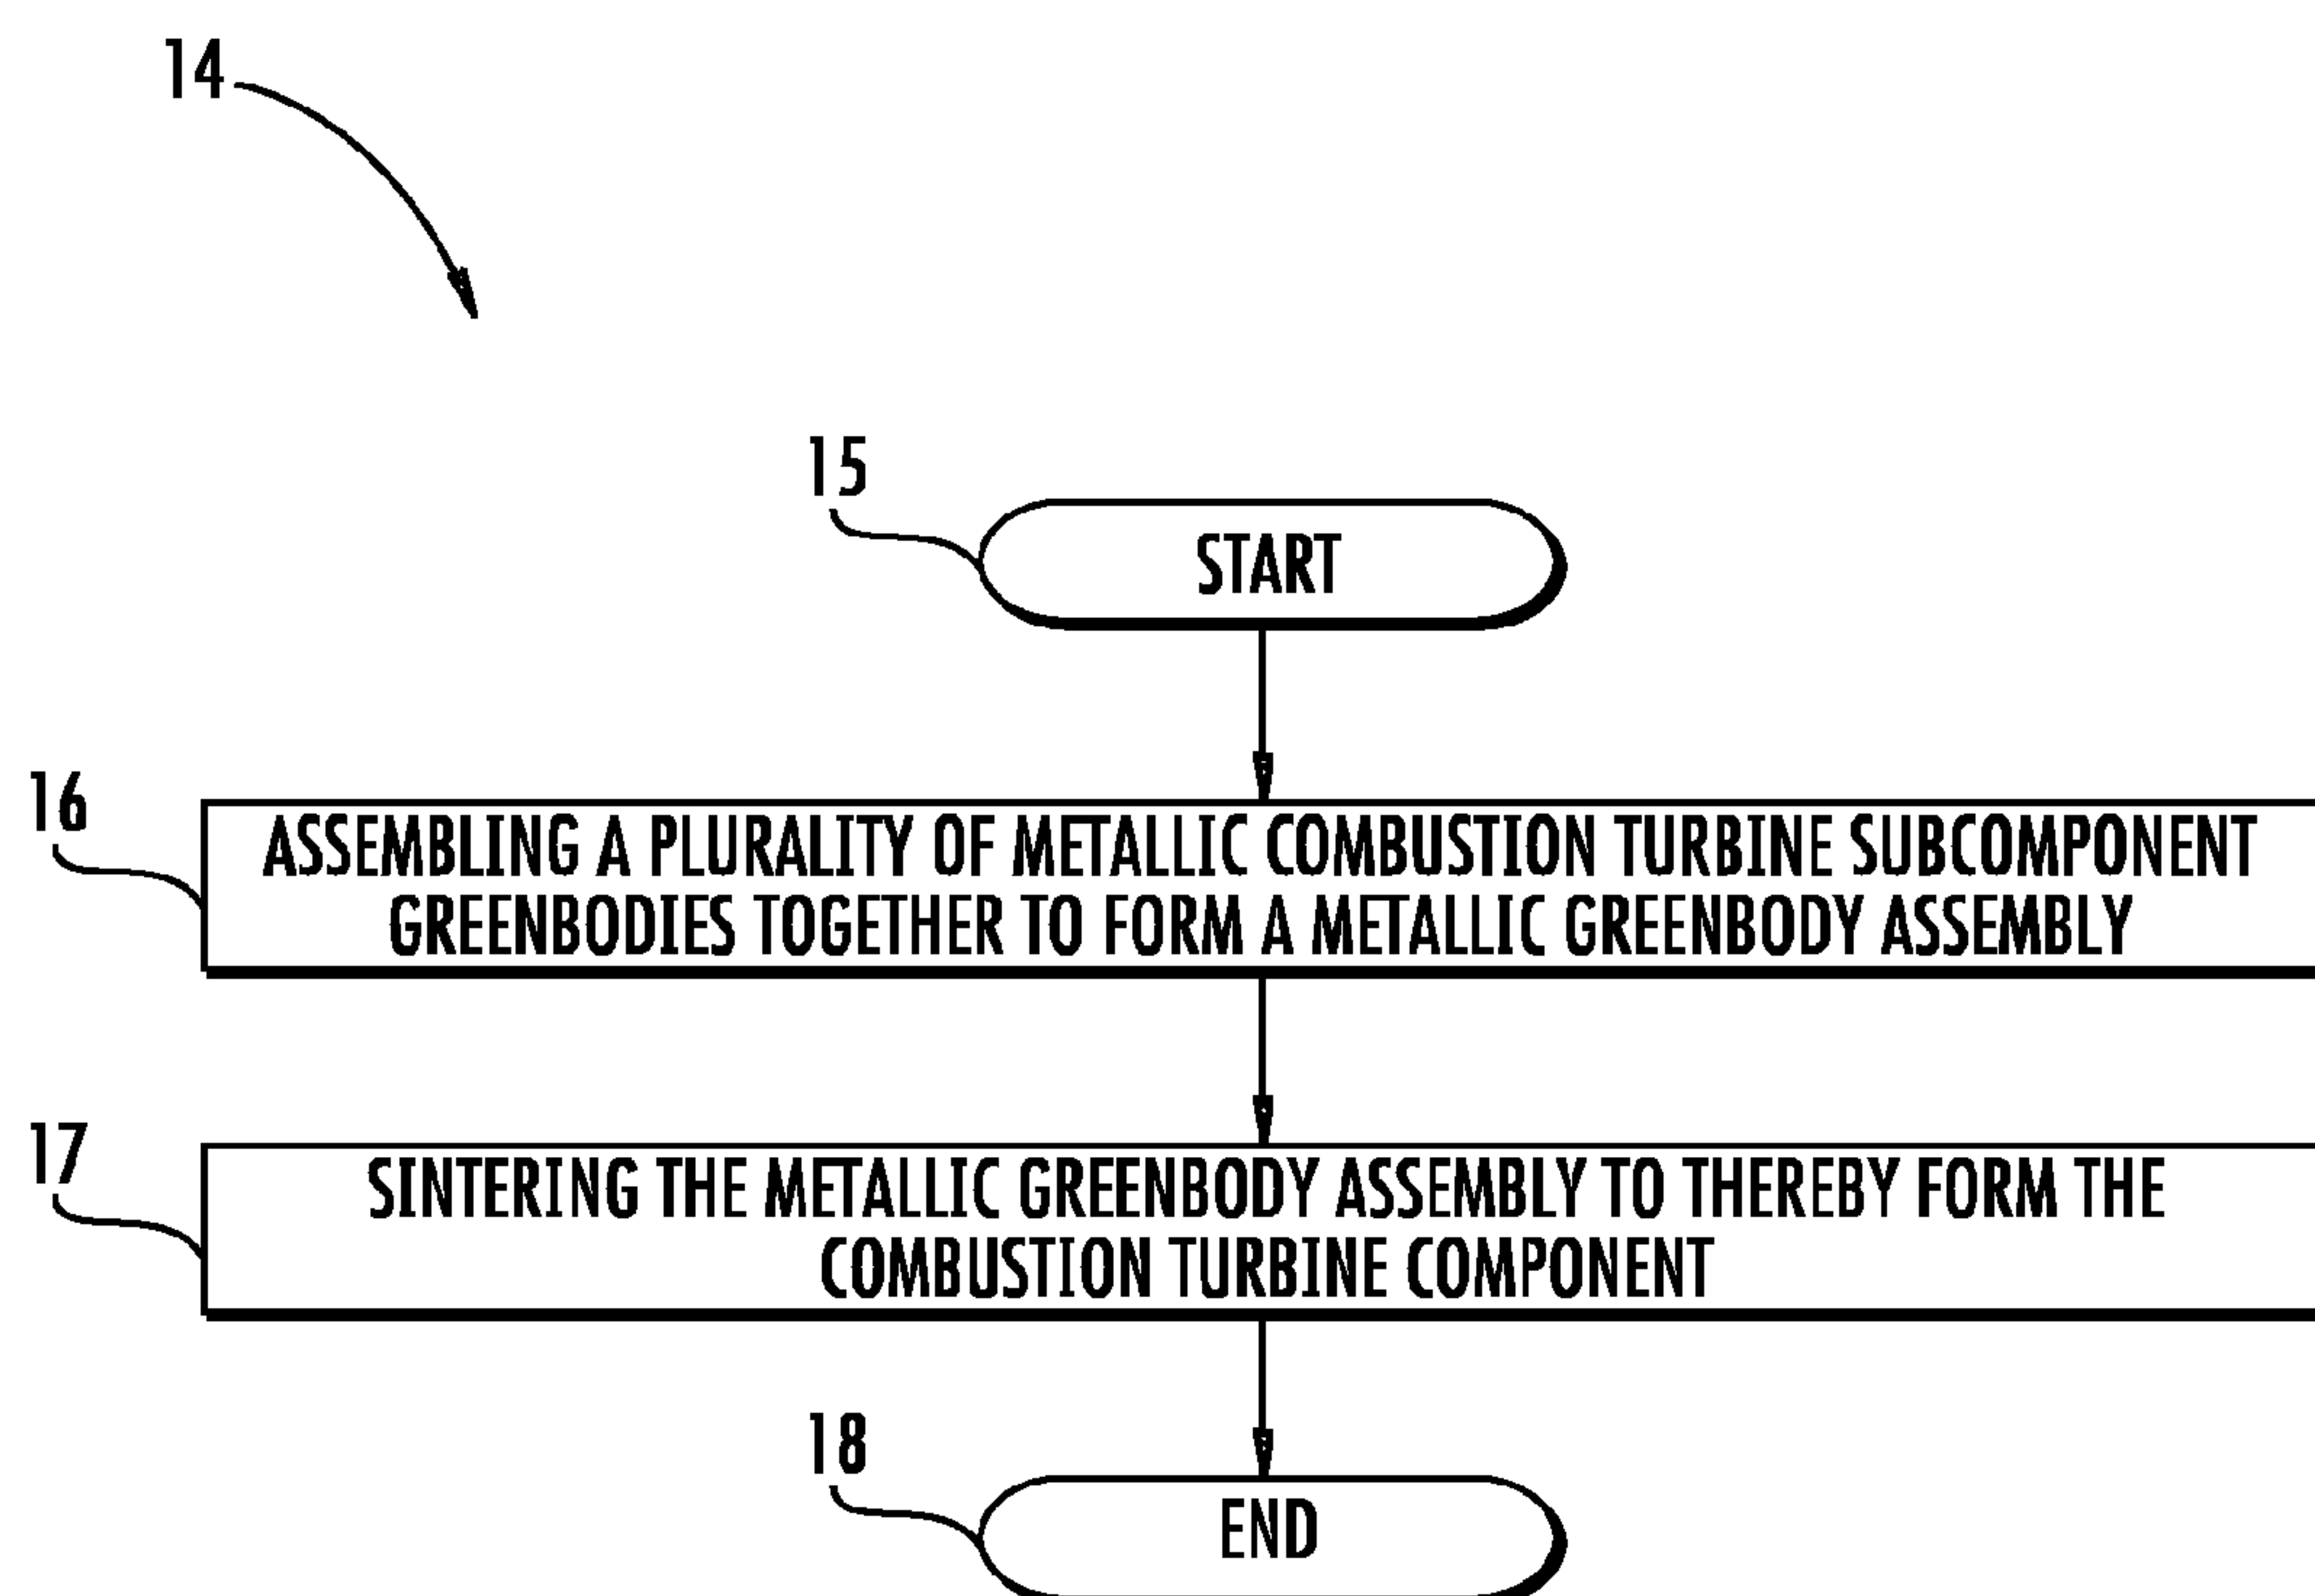 14
15
START
16
ASSEMBLING A PLURALITY OF METALLIC COMBUSTION TURBINE SUBCOMPONENT
GREENBODIES TOGETHER TO FORM A METALLIC GREENBODY ASSEMBLY
17
SINTERING THE METALLIC GREENBODY ASSEMBLY TO THEREBY FORM THE
COMBUSTION TURBINE COMPONENT
18
END